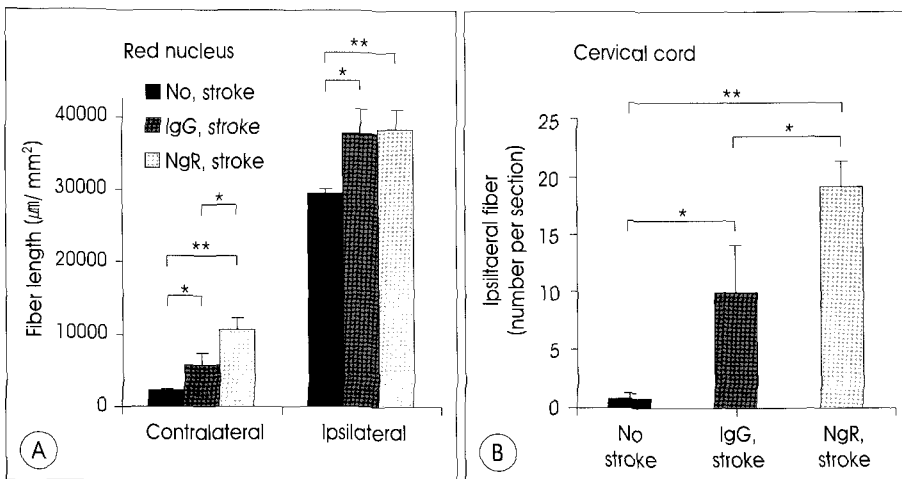 Red nucleus
No, stroke
IgG, stroke
NgR, stroke
**
*
*
**
*
40000
30000
20000
10000
0
Fiber length (μm/ mm²)
Contralateral
Ipsilateral
A
Cervical cord
**
*
*
25
20
15
10
5
0
Ipsiltaeral fiber
(number per section)
No
stroke
IgG,
stroke
NgR,
stroke
B